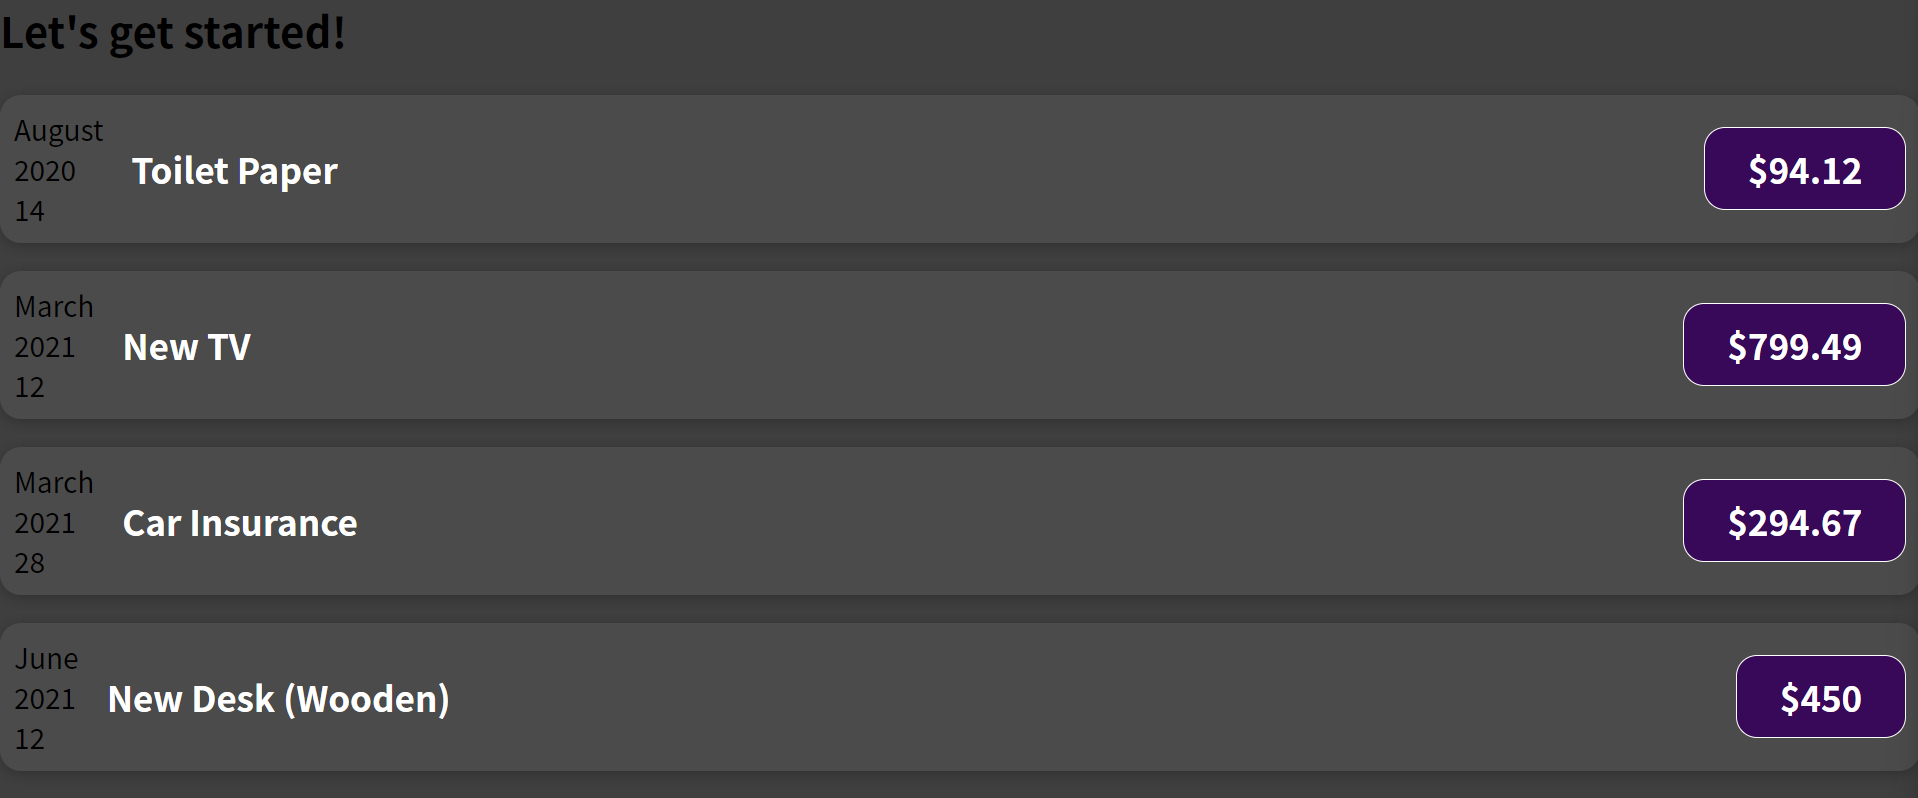 Let's get started!
August
2020
14
Toilet Paper
$94.12
March
2021
12
New TV
$799.49
March
2021
28
Car Insurance
$294.67
June
2021
12
New Desk (Wooden)
$450